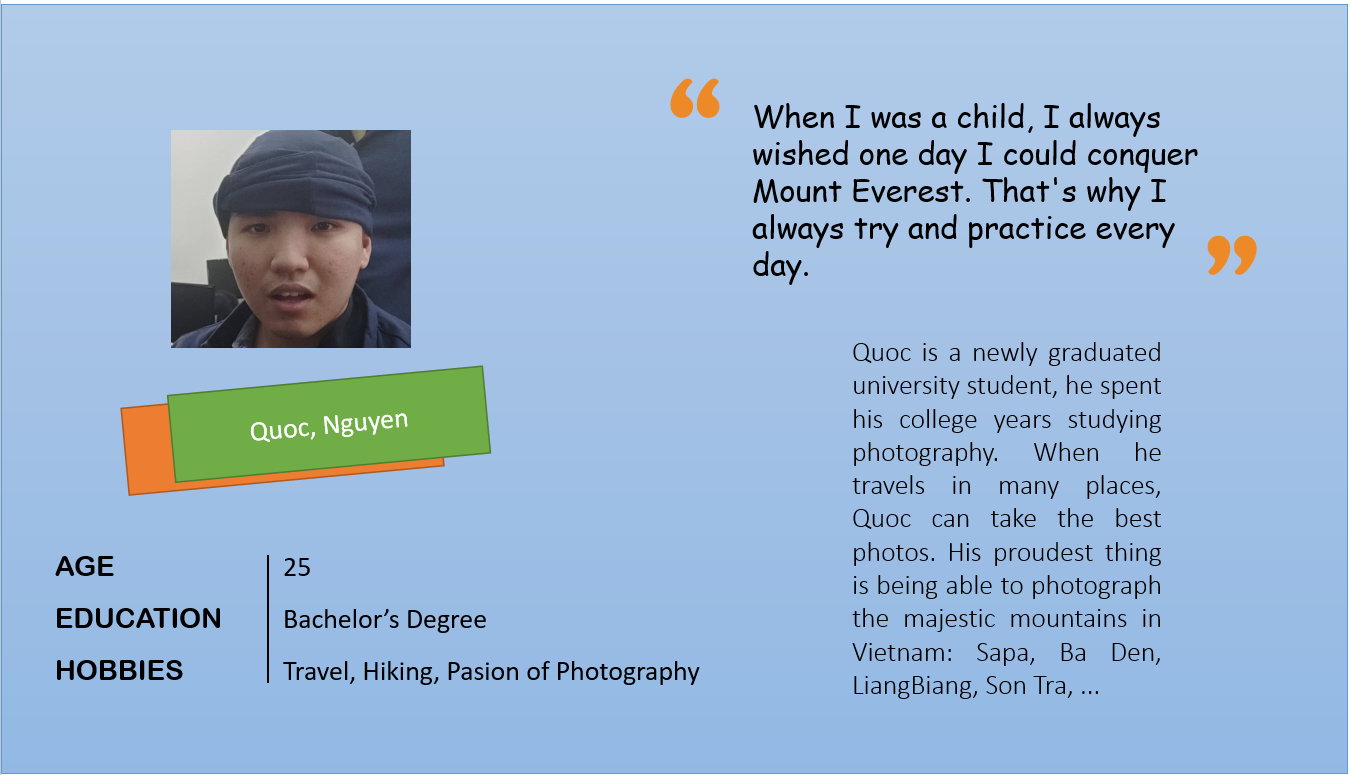 “ When I was a child, I always
wished one day I could conquer
Mount Everest. That's why I
always try and practice every
day. ”
Quoc, Nguyen
Quoc is a newly graduated
university student, he spent
his college years studying
photography. When he
travels in many places,
Quoc can take the best
photos. His proudest thing
is being able to photograph
the majestic mountains in
Vietnam: Sapa, Ba Den,
LiangBiang, Son Tra, ...
AGE 25
EDUCATION Bachelor’s Degree
HOBBIES Travel, Hiking, Pasion of Photography